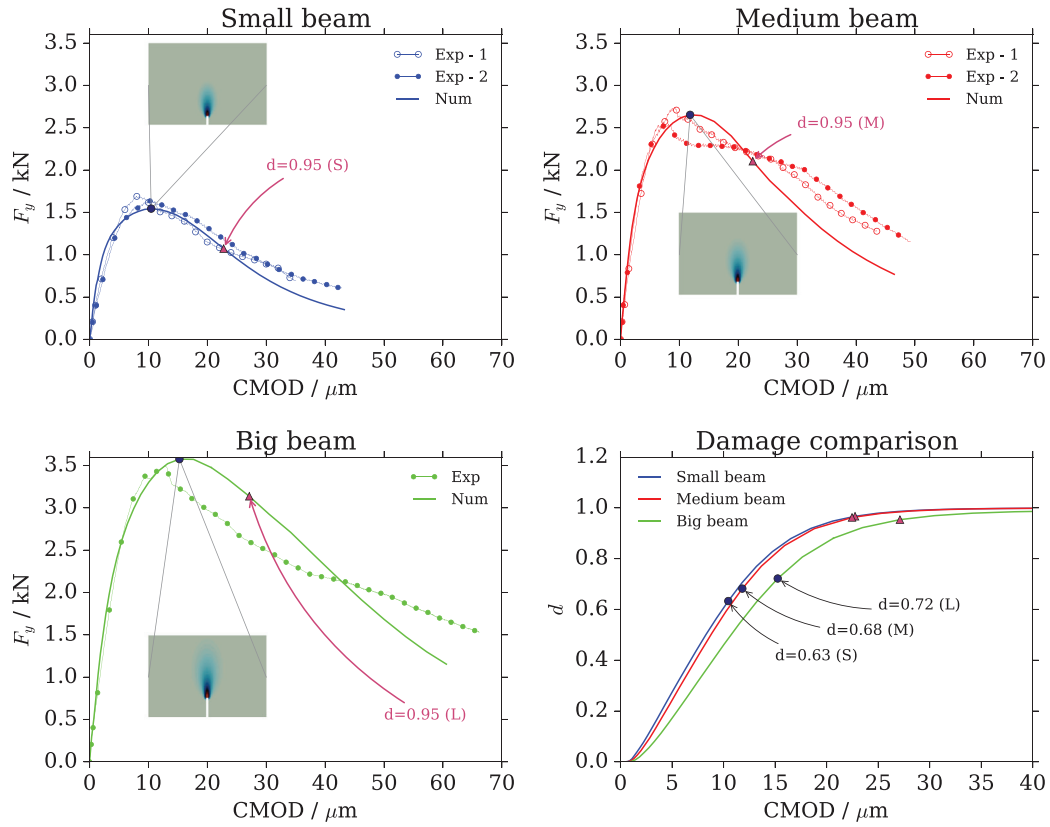 Small beam
3.5
3.0
2.5
2.0
1.5
1.0
0.5
0.0
F_y / kN
Exp - 1
Exp - 2
Num
d=0.95 (S)
0 10 20 30 40 50 60 70
CMOD / μm
Medium beam
3.5
3.0
2.5
2.0
1.5
1.0
0.5
0.0
F_y / kN
Exp - 1
Exp - 2
Num
d=0.95 (M)
0 10 20 30 40 50 60 70
CMOD / μm
Big beam
3.5
3.0
2.5
2.0
1.5
1.0
0.5
0.0
F_y / kN
Exp
Num
d=0.95 (L)
0 10 20 30 40 50 60 70
CMOD / μm
Damage comparison
1.2
1.0
0.8
0.6
0.4
0.2
0.0
d
Small beam
Medium beam
Big beam
d=0.72 (L)
d=0.68 (M)
d=0.63 (S)
0 5 10 15 20 25 30 35 40
CMOD / μm